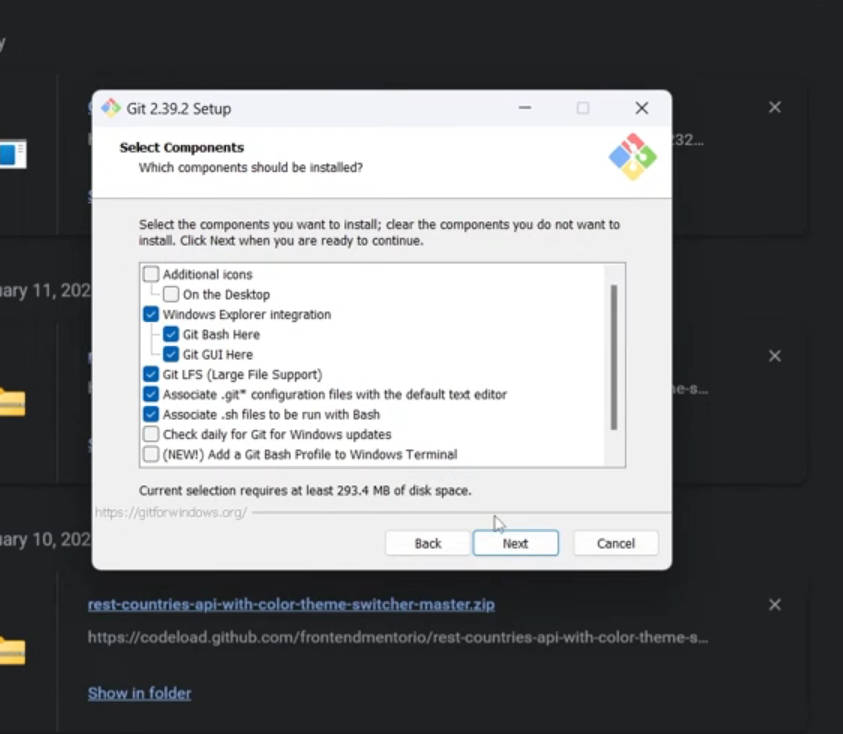 y
Git 2.39.2 Setup
Select Components
Which components should be installed?
232...
Select the components you want to install; clear the components you do not want to
install. Click Next when you are ready to continue.
Additional icons
On the Desktop
Windows Explorer integration
Git Bash Here
Git GUI Here
Git LFS (Large File Support)
Associate .git* configuration files with the default text editor
Associate .sh files to be run with Bash
Check daily for Git for Windows updates
(NEW!) Add a Git Bash Profile to Windows Terminal
uary 11, 202
e-s...
Current selection requires at least 293.4 MB of disk space.
https://gitforwindows.org/
Back
Next
Cancel
uary 10, 202
rest-countries-api-with-color-theme-switcher-master.zip
https://codeload.github.com/frontendmentorio/rest-countries-api-with-color-theme-s...
Show in folder